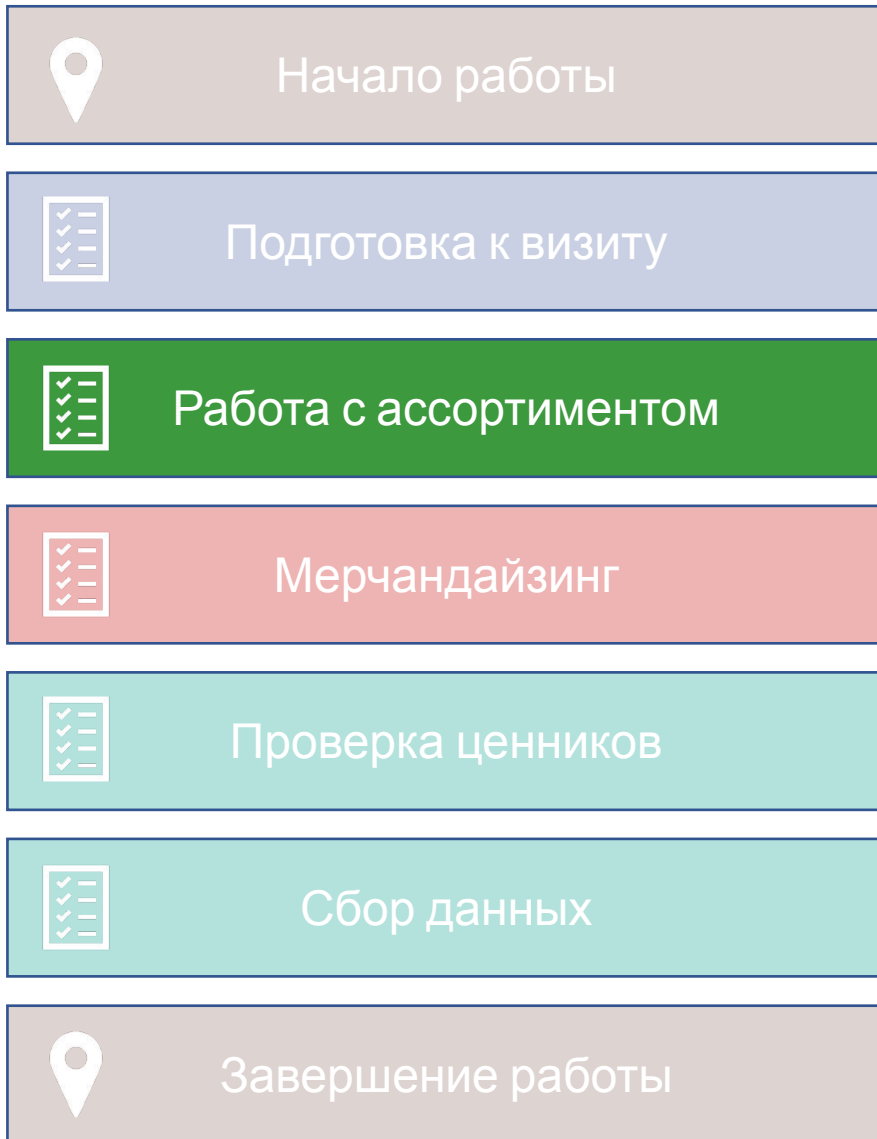 Начало работы
Подготовка к визиту
Работа с ассортиментом
Мерчандайзинг
Проверка ценников
Сбор данных
Завершение работы